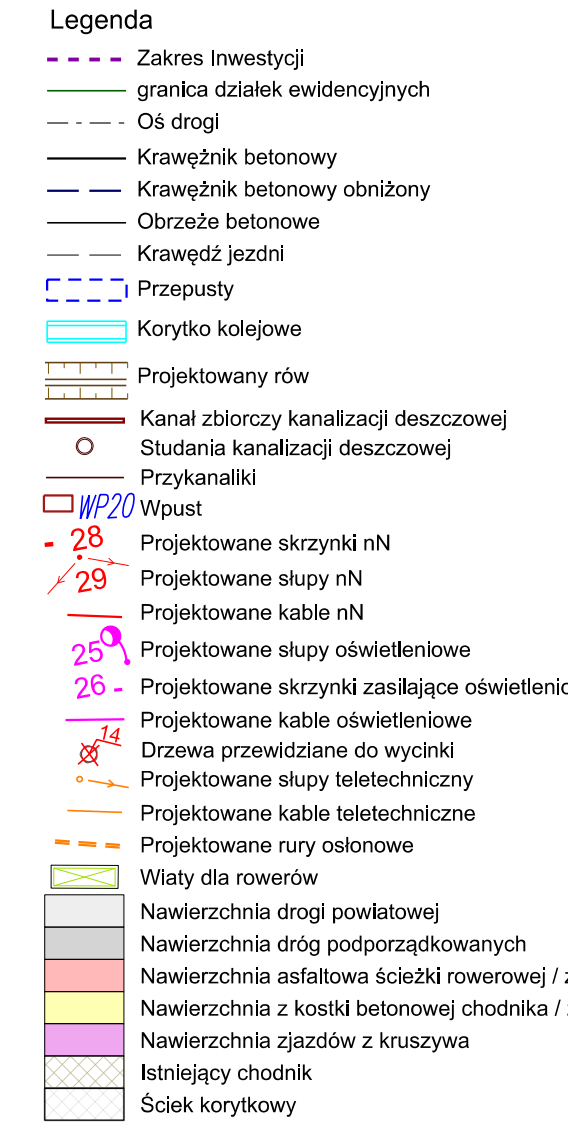 Legenda
Zakres Inwestycji
granica działek ewidencyjnych
Oś drogi
Krawężnik betonowy
Krawężnik betonowy obniżony
Obrzeże betonowe
Krawędź jezdni
Przepusty
Korytko kolejowe
Projektowany rów
Kanał zbiorczy kanalizacji deszczowej
Studania kanalizacji deszczowej
Przykanaliki
WP20 Wpust
28 Projektowane skrzynki nN
29 Projektowane słupy nN
Projektowane kable nN
25 Projektowane słupy oświetleniowe
26 Projektowane skrzynki zasilające
Projektowane kable oświetleniowe
14 Drzewa przewidziane do wycinki
Projektowane słupy teletechniczny
Projektowane kable teletechniczne
Projektowane rury osłonowe
Wiaty dla rowerów
Nawierzchnia drogi powiatowej
Nawierzchnia dróg podporządkowanych
Nawierzchnia asfaltowa ścieżki rowerowej /
Nawierzchnia z kostki betonowej chodnika /
Nawierzchnia zjazdów z kruszywa
Istniejący chodnik
Ściek korytkowy